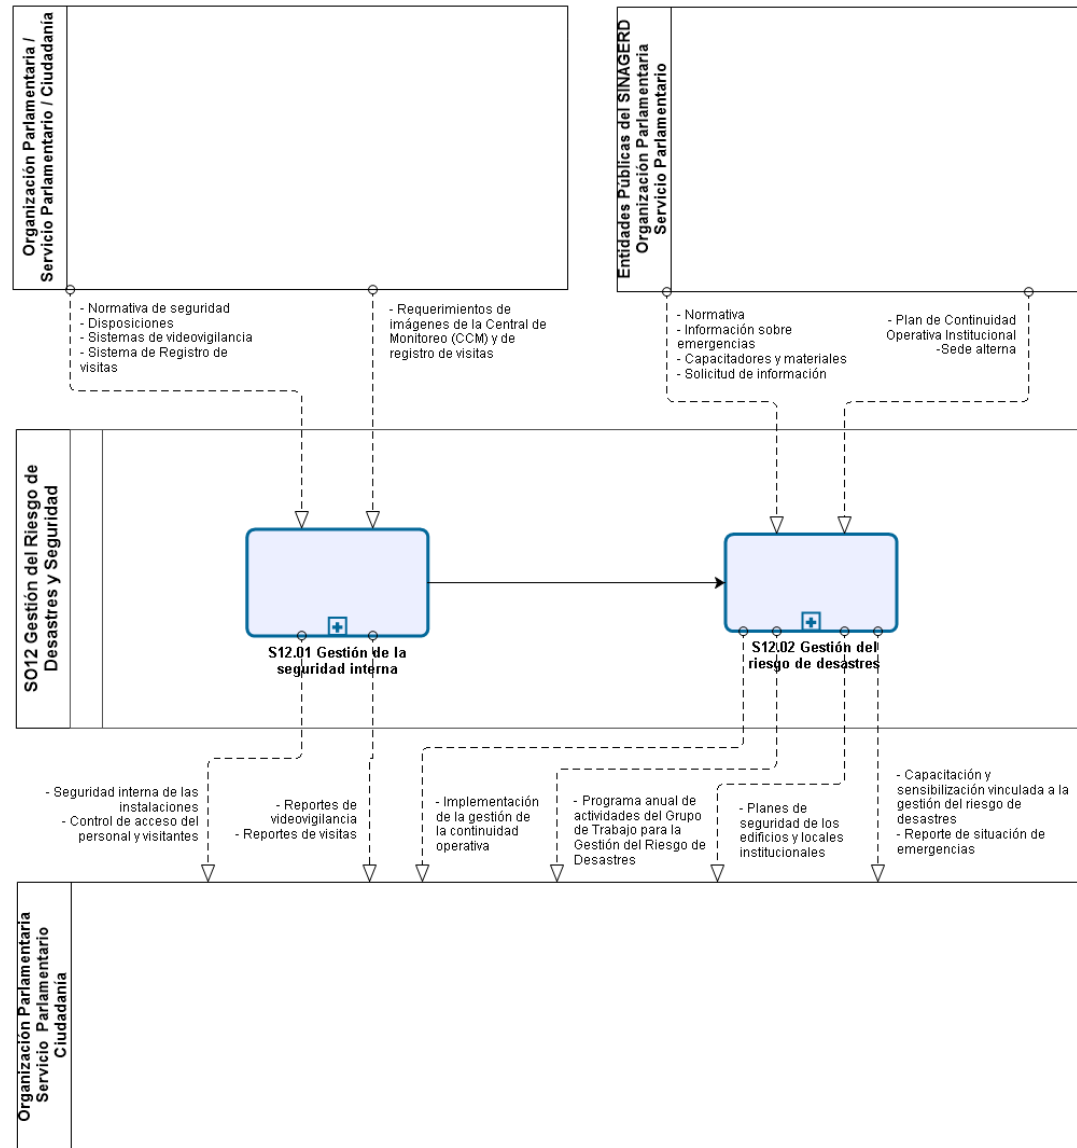 Organización Parlamentaria /
Servicio Parlamentario / Ciudadanía
Entidades Públicas del SINAGERD
Organización Parlamentaria
Servicio Parlamentario
- Normativa de seguridad
- Disposiciones
- Sistemas de videovigilancia
- Sistema de Registro de
visitas
- Requerimientos de
imágenes de la Central de
Monitoreo (CCM) y de
registro de visitas
- Normativa
- Información sobre
emergencias
- Capacitadores y materiales
- Solicitud de información
- Plan de Continuidad
Operativa Institucional
-Sede alterna
SO12 Gestión del Riesgo de
Desastres y Seguridad
S12.01 Gestión de la
seguridad interna
S12.02 Gestión del
riesgo de desastres
- Seguridad interna de las
instalaciones
- Control de acceso del
personal y visitantes
- Reportes de
videovigilancia
- Reportes de visitas
- Implementación
de la gestión de
la continuidad
operativa
- Programa anual de
actividades del Grupo
de Trabajo para la
Gestión del Riesgo de
Desastres
- Planes de
seguridad de los
edificios y locales
institucionales
- Capacitación y
sensibilización vinculada a la
gestión del riesgo de
desastres
- Reporte de situación de
emergencias
Organización Parlamentaria
Servicio Parlamentario
Ciudadanía